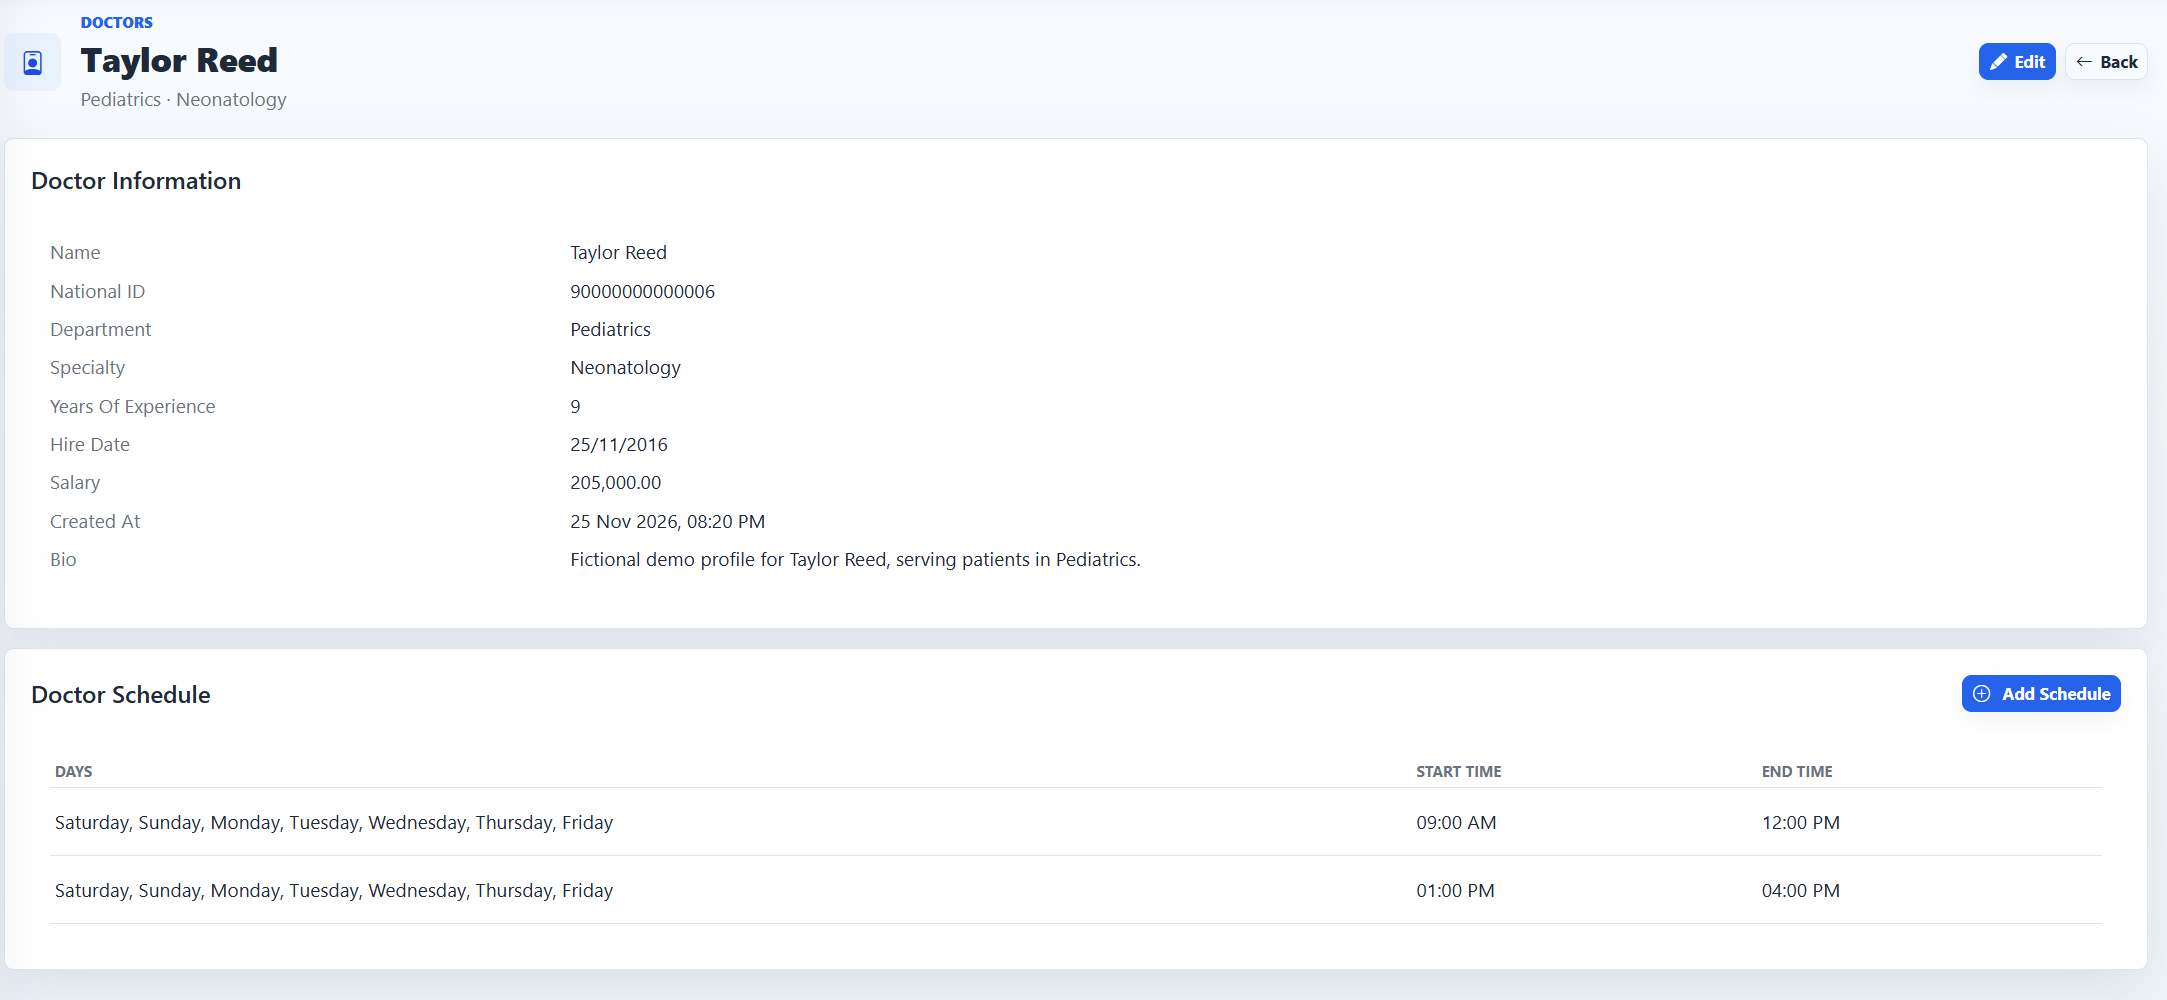 DOCTORS
Taylor Reed
Pediatrics · Neonatology
Edit
← Back
Doctor Information
Name Taylor Reed
National ID 90000000000006
Department Pediatrics
Specialty Neonatology
Years Of Experience 9
Hire Date 25/11/2016
Salary 205,000.00
Created At 25 Nov 2026, 08:20 PM
Bio Fictional demo profile for Taylor Reed, serving patients in Pediatrics.
Doctor Schedule
Add Schedule
DAYS START TIME END TIME
Saturday, Sunday, Monday, Tuesday, Wednesday, Thursday, Friday 09:00 AM 12:00 PM
Saturday, Sunday, Monday, Tuesday, Wednesday, Thursday, Friday 01:00 PM 04:00 PM